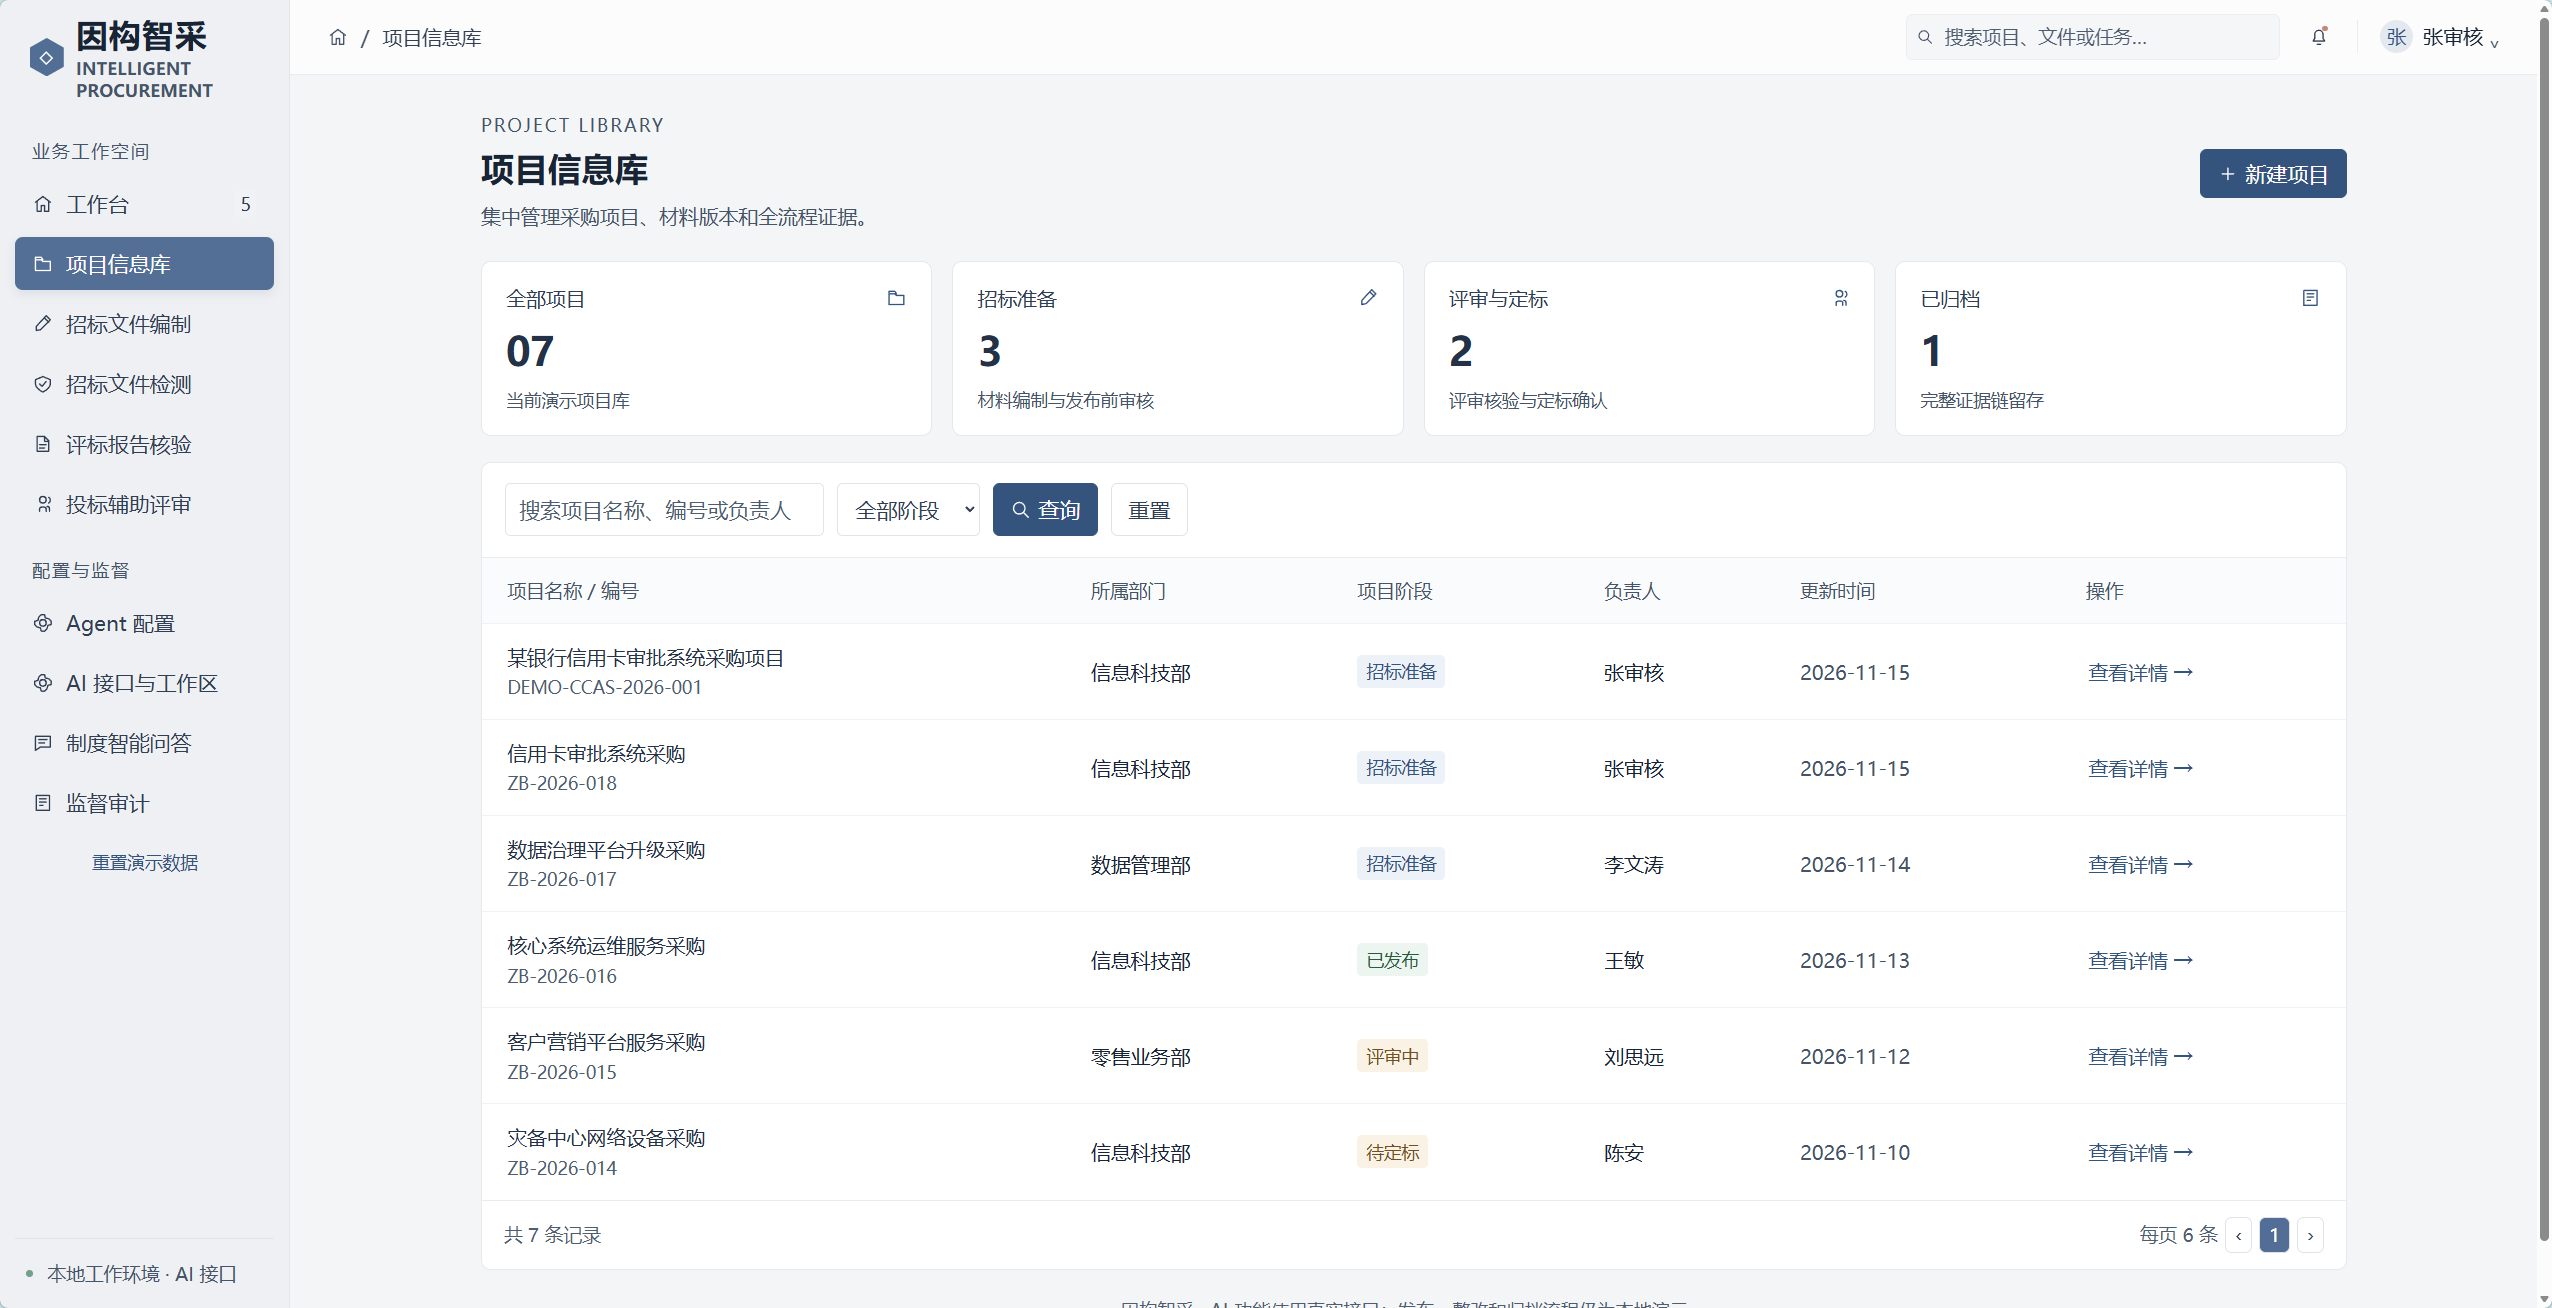 因构智采
INTELLIGENT
PROCUREMENT
业务工作空间
工作台 5
项目信息库
招标文件编制
招标文件检测
评标报告核验
投标辅助评审
配置与监督
Agent 配置
AI 接口与工作区
制度智能问答
监督审计
重置演示数据
本地工作环境 · AI 接口
/ 项目信息库
搜索项目、文件或任务...
张 张审核
PROJECT LIBRARY
项目信息库
集中管理采购项目、材料版本和全流程证据。
+ 新建项目
全部项目
07
当前演示项目库
招标准备
3
材料编制与发布前审核
评审与定标
2
评审核验与定标确认
已归档
1
完整证据链留存
搜索项目名称、编号或负责人 全部阶段 查询 重置
项目名称 / 编号 所属部门 项目阶段 负责人 更新时间 操作
某银行信用卡审批系统采购项目
DEMO-CCAS-2026-001
信息科技部 招标准备 张审核 2026-11-15 查看详情 →
信用卡审批系统采购
ZB-2026-018
信息科技部 招标准备 张审核 2026-11-15 查看详情 →
数据治理平台升级采购
ZB-2026-017
数据管理部 招标准备 李文涛 2026-11-14 查看详情 →
核心系统运维服务采购
ZB-2026-016
信息科技部 已发布 王敏 2026-11-13 查看详情 →
客户营销平台服务采购
ZB-2026-015
零售业务部 评审中 刘思远 2026-11-12 查看详情 →
灾备中心网络设备采购
ZB-2026-014
信息科技部 待定标 陈安 2026-11-10 查看详情 →
共 7 条记录
每页 6 条 ‹ 1 ›